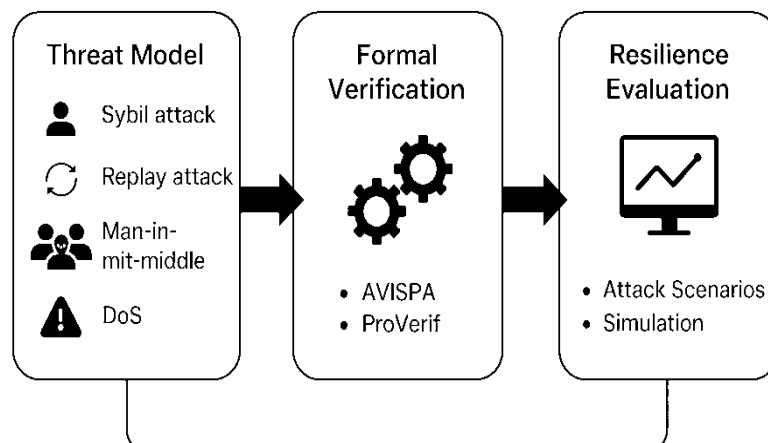 Threat Model
Sybil attack
Replay attack
Man-in-
mit-middle
DoS
Formal
Verification
• AVISPA
• ProVerif
Resilience
Evaluation
• Attack Scenarios
• Simulation